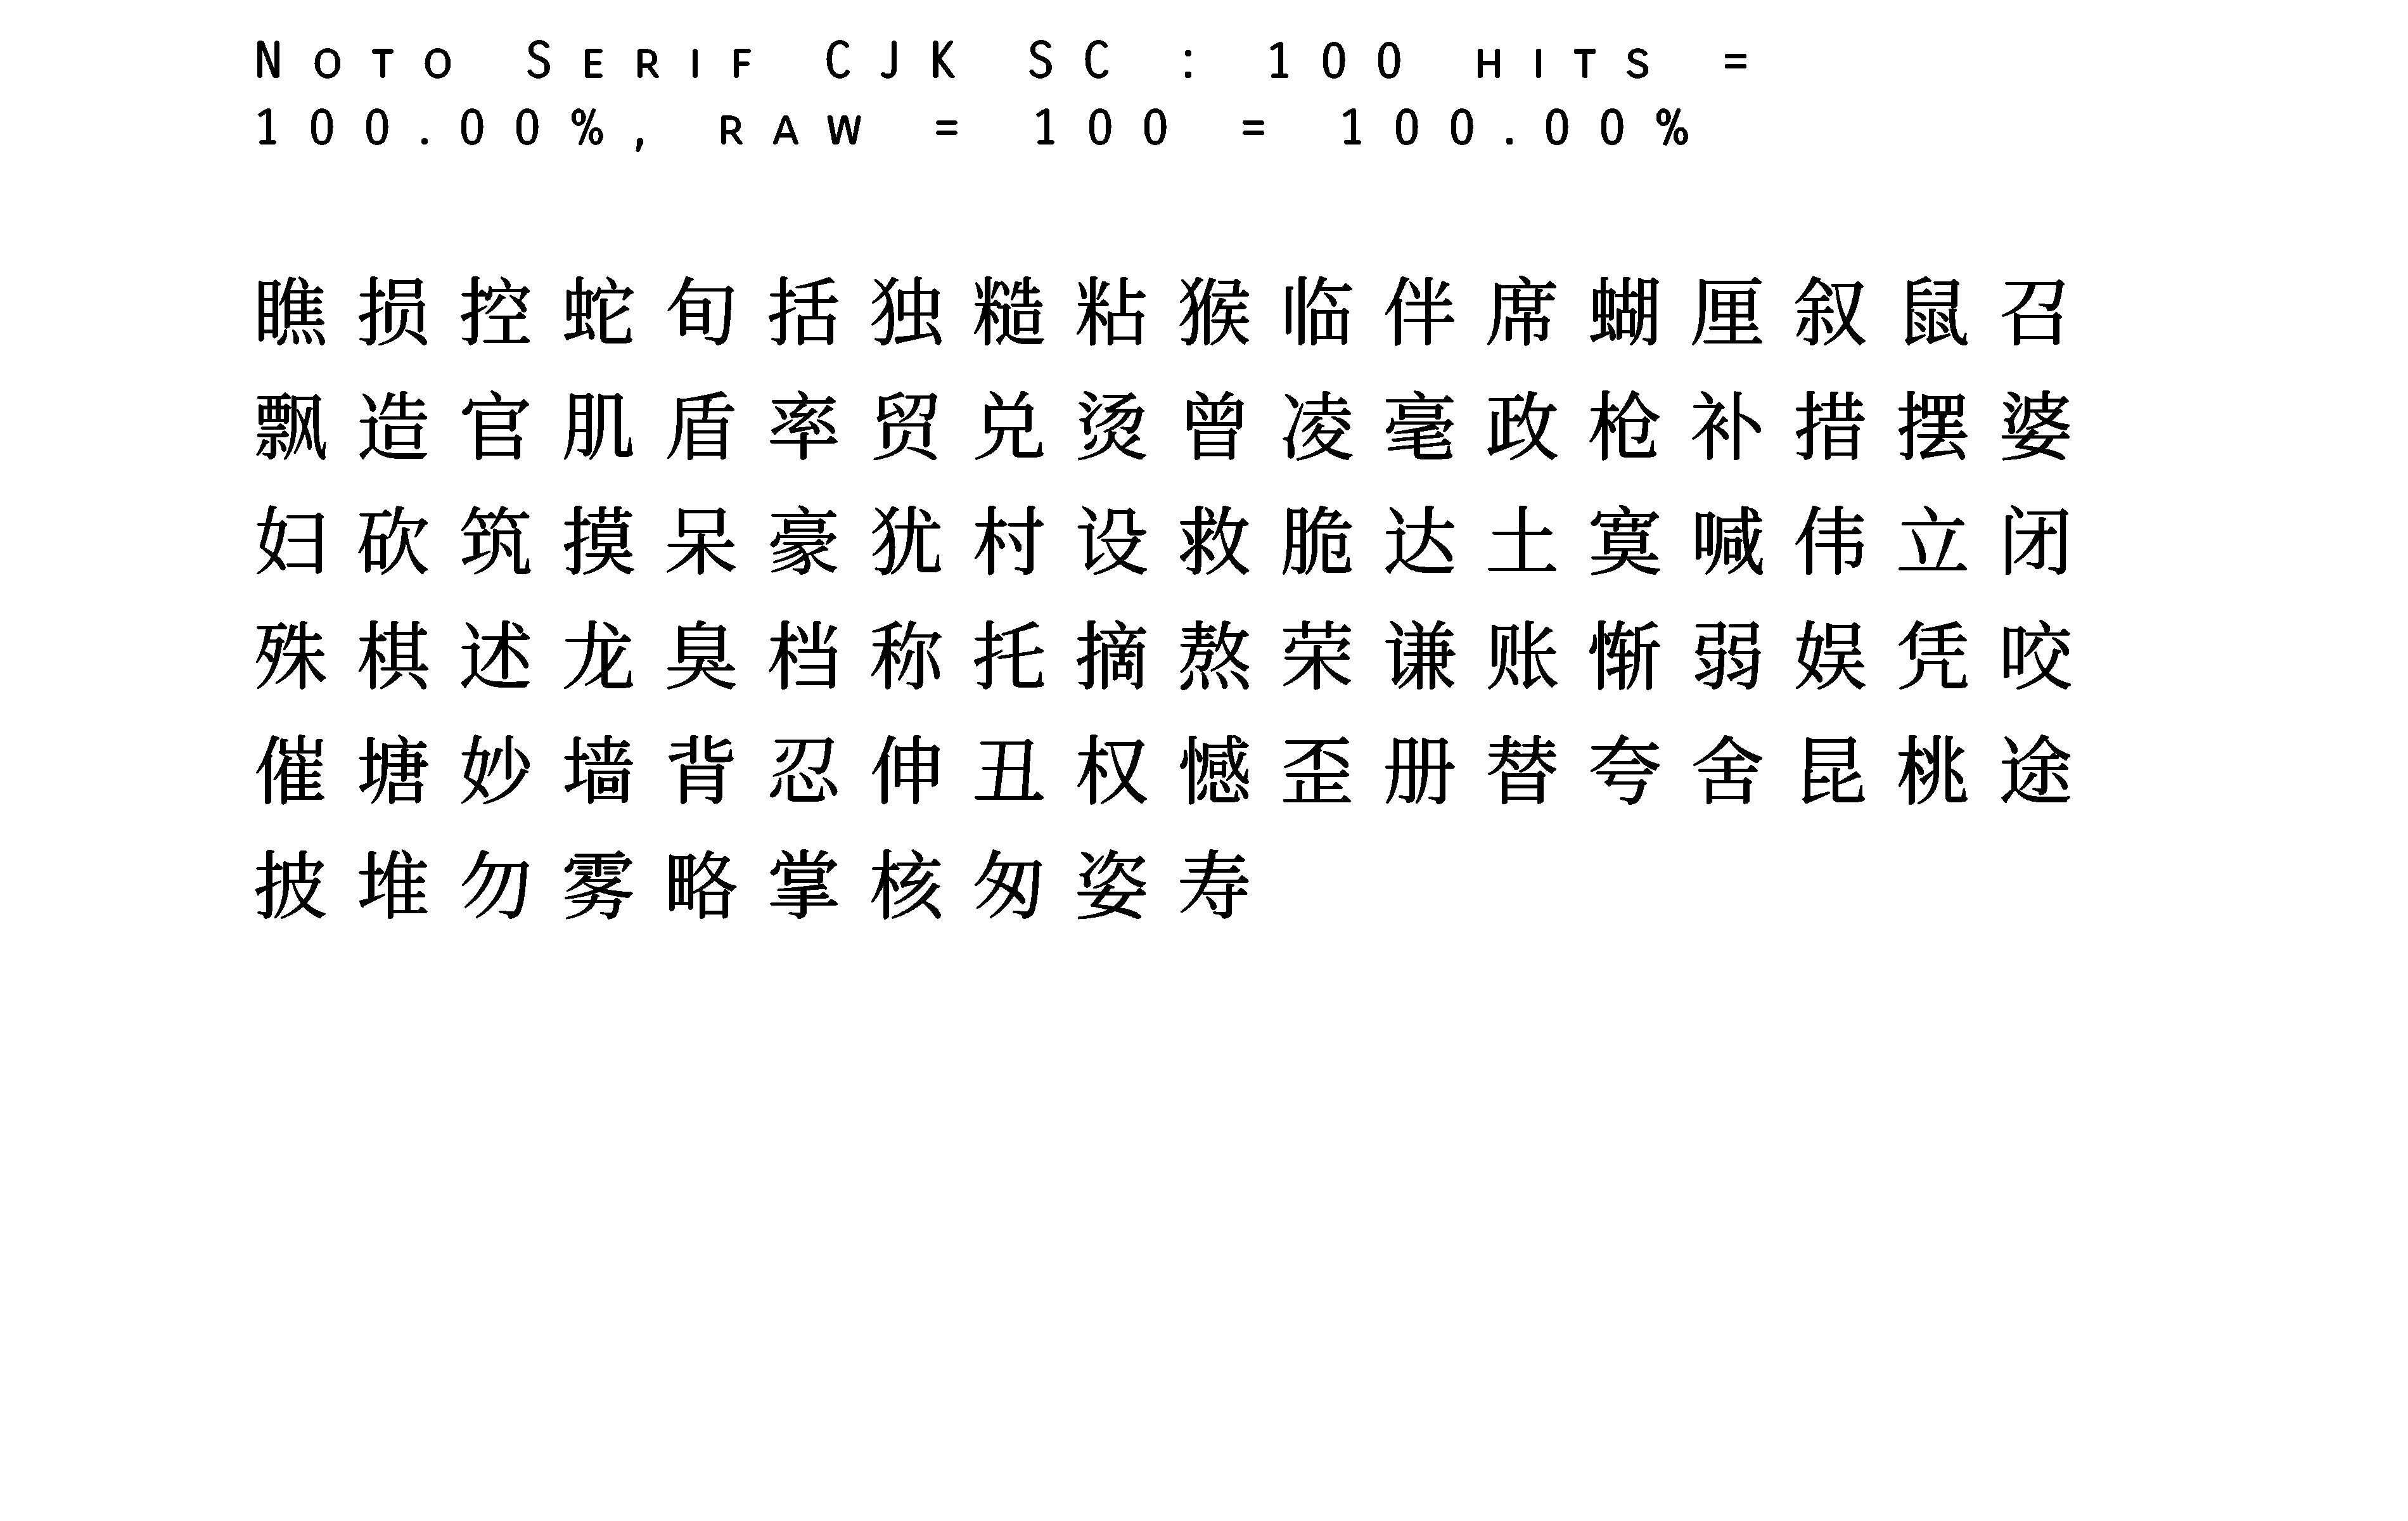 Noto Serif CJK SC : 100 hits =
100.00%, raw = 100 = 100.00%
瞧损控蛇旬括独糙粘猴临伴席蝴厘叙鼠召
飘造官肌盾率贸兑烫曾凌毫政枪补措摆婆
妇砍筑摸呆豪犹村设救脆达土寞喊伟立闭
殊棋述龙臭档称托摘熬荣谦账惭弱娱凭咬
催塘妙墙背忍伸丑权憾歪册替夸舍昆桃途
披堆勿雾略掌核匆姿寿